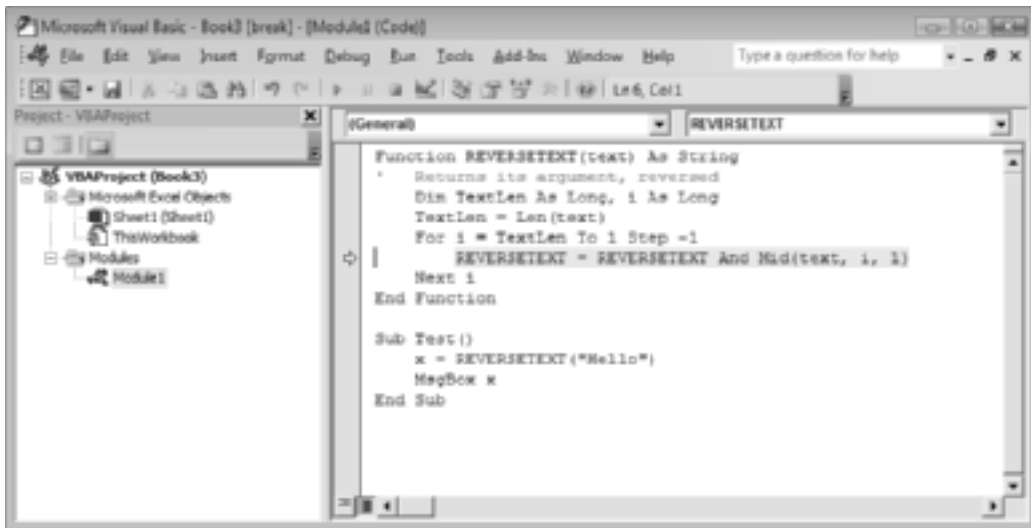 Microsoft Visual Basic - Book3 [break] - [Module1 (Code)]
File Edit View Insert Format Debug Run Tools Add-Ins Window Help
Type a question for help
Ln 6, Col 1
Project - VBAProject
VBAProject (Book3)
Microsoft Excel Objects
Sheet1 (Sheet1)
ThisWorkbook
Modules
Module1
(General)
REVERSETEXT
Function REVERSETEXT(text) As String
' Returns its argument, reversed
Dim TextLen As Long, i As Long
TextLen = Len(text)
For i = TextLen To 1 Step -1
REVERSETEXT = REVERSETEXT And Mid(text, i, 1)
Next i
End Function
Sub Test()
x = REVERSETEXT("Hello")
MsgBox x
End Sub